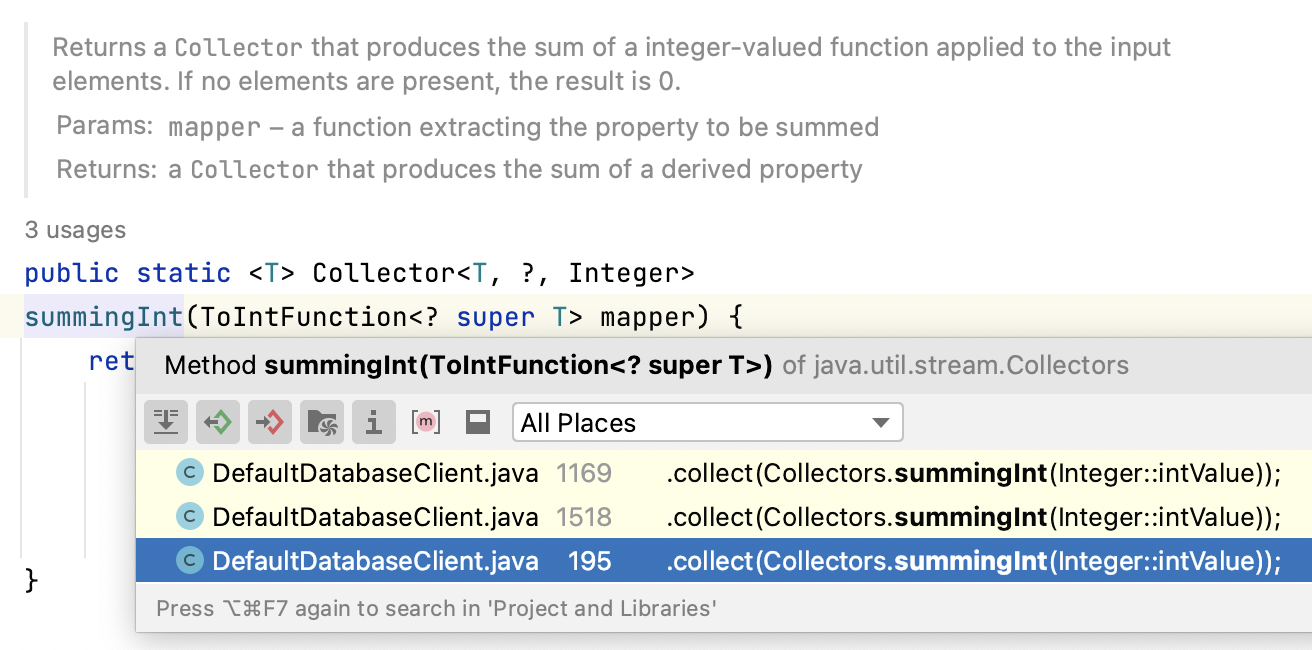 Returns a Collector that produces the sum of a integer-valued function applied to the input
elements. If no elements are present, the result is 0.
Params: mapper – a function extracting the property to be summed
Returns: a Collector that produces the sum of a derived property
3 usages
public static <T> Collector<T, ?, Integer>
summingInt(ToIntFunction<? super T> mapper) {
ret
Method summingInt(ToIntFunction<? super T>) of java.util.stream.Collectors
[m] All Places
C DefaultDatabaseClient.java 1169 .collect(Collectors.summingInt(Integer::intValue));
C DefaultDatabaseClient.java 1518 .collect(Collectors.summingInt(Integer::intValue));
C DefaultDatabaseClient.java 195 .collect(Collectors.summingInt(Integer::intValue));
}
Press ⌥⌘F7 again to search in 'Project and Libraries'